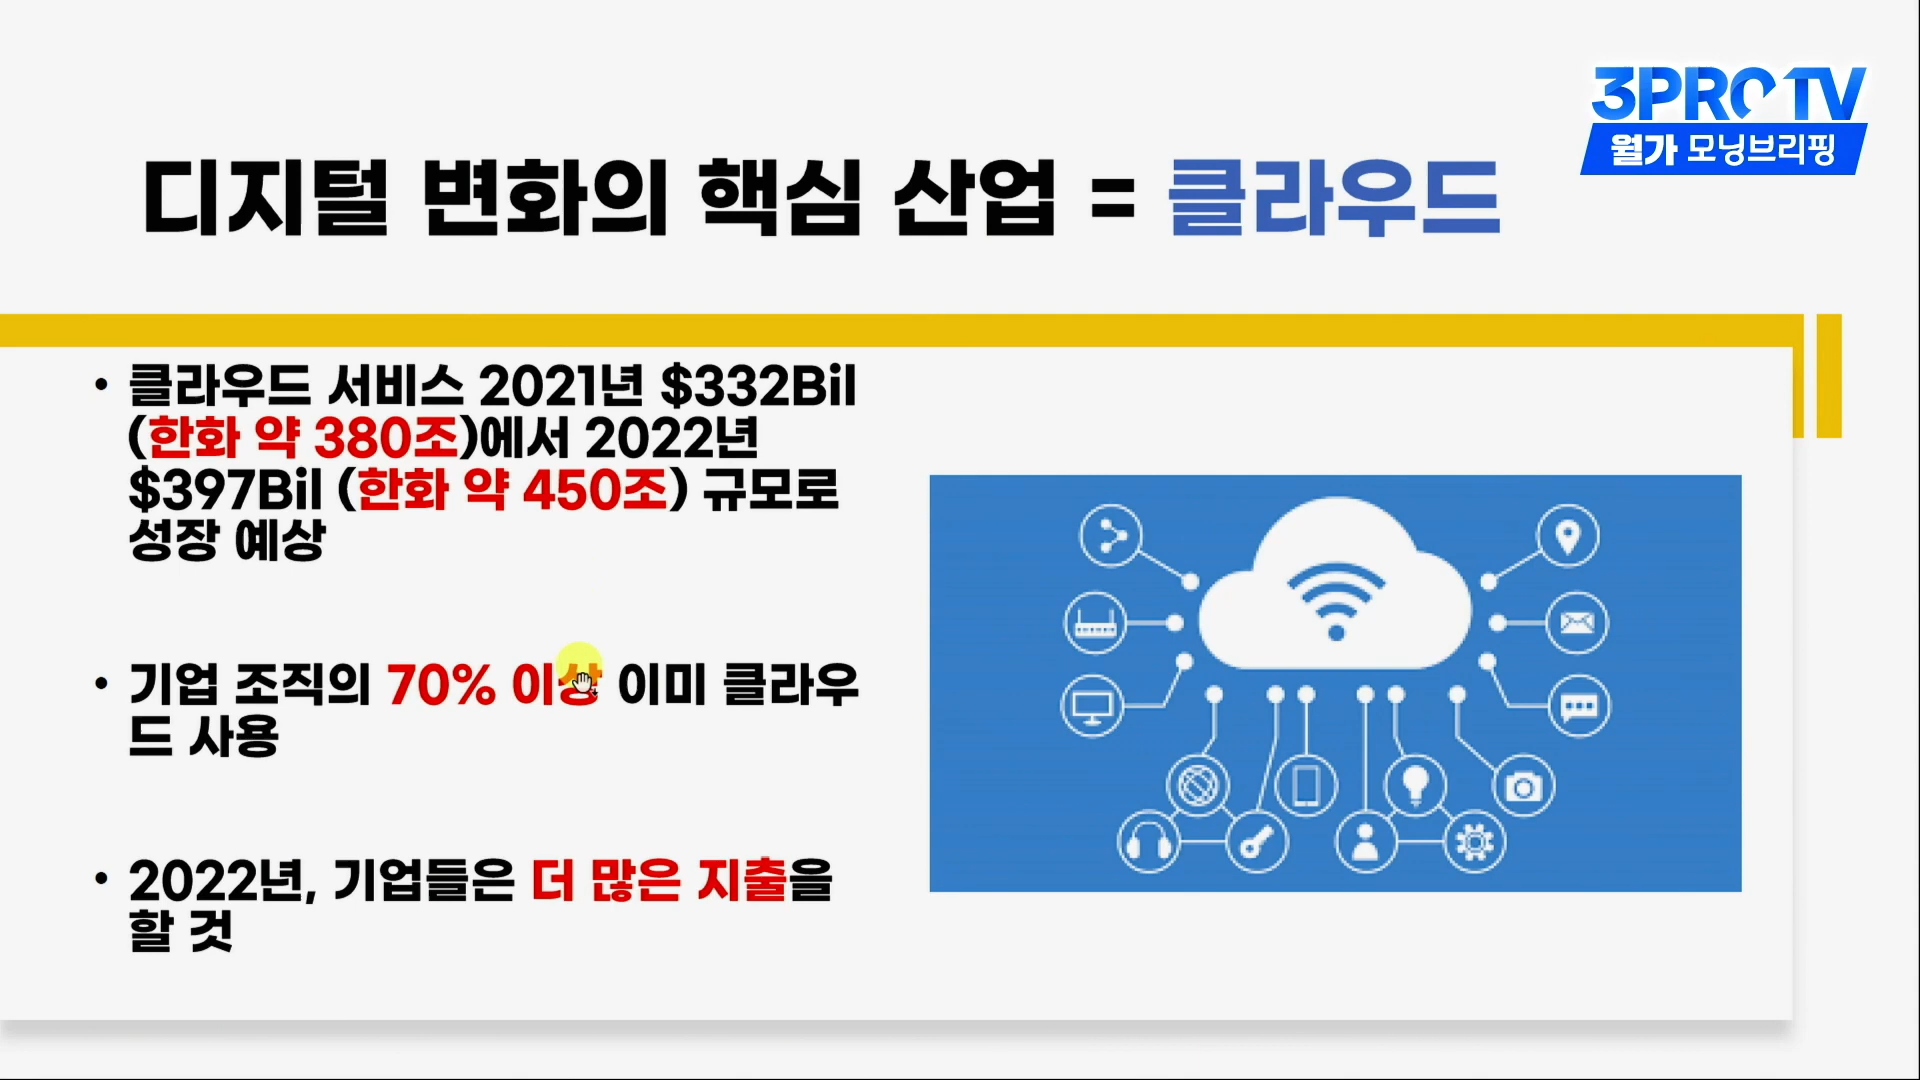 3PROTV
월가 모닝브리핑
디지털 변화의 핵심 산업 = 클라우드
• 클라우드 서비스 2021년 $332Bil
(한화 약 380조)에서 2022년
$397Bil (한화 약 450조) 규모로
성장 예상
• 기업 조직의 70% 이상 이미 클라우
드 사용
• 2022년, 기업들은 더 많은 지출을
할 것